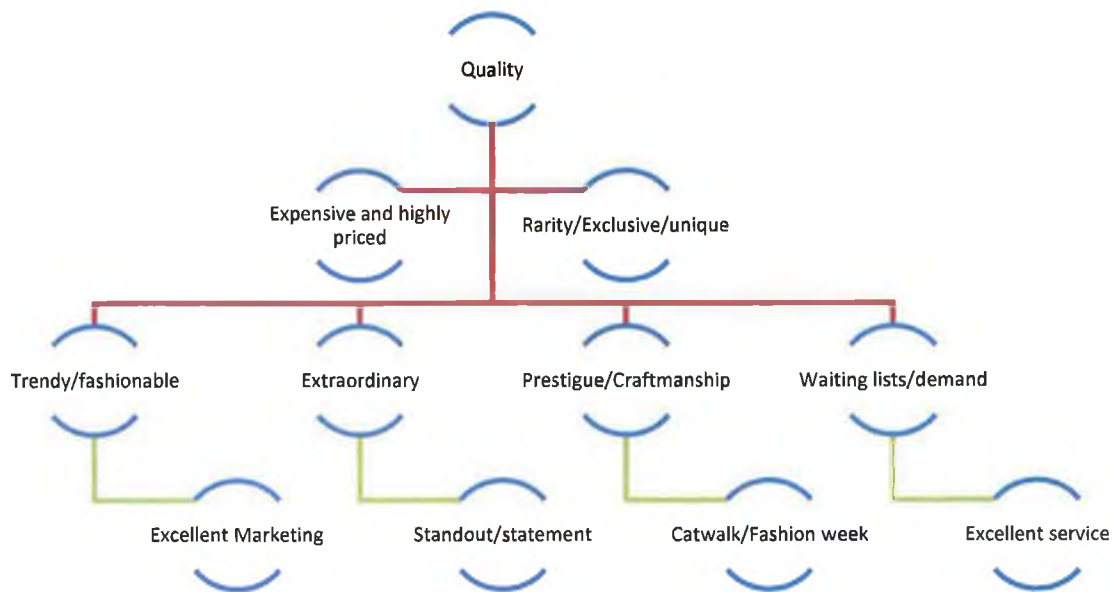 Quality
Expensive and highly
priced
Rarity/Exclusive/unique
Trendy/fashionable
Extraordinary
Prestigue/Craftmanship
Waiting lists/demand
Excellent Marketing
Standout/statement
Catwalk/Fashion week
Excellent service